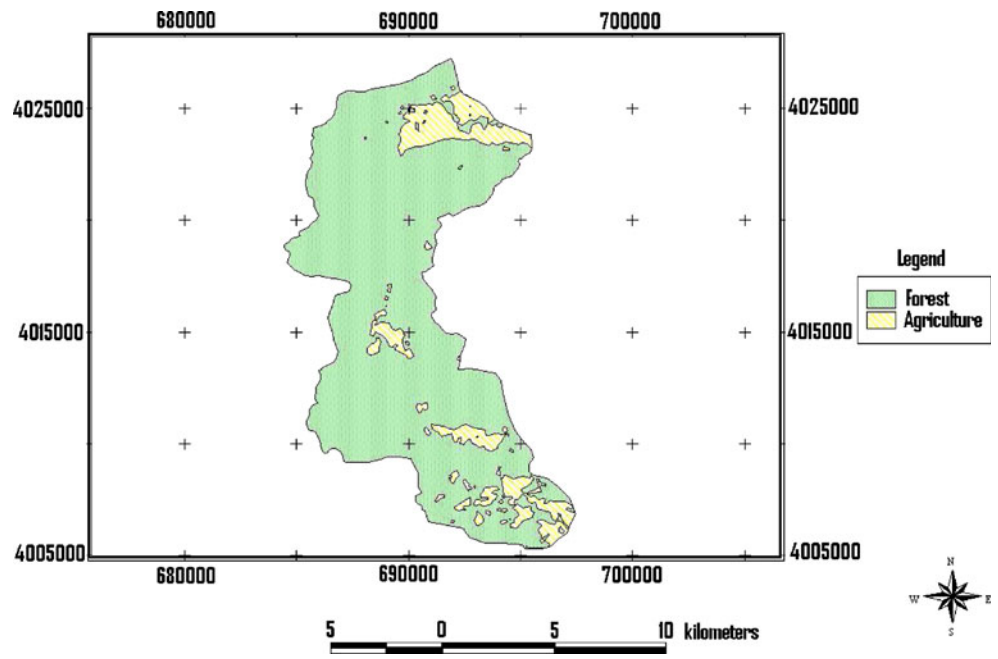 680000 690000 700000
4025000 4025000
Legend
Forest
4015000 4015000
Agriculture
4005000 4005000
680000 690000 700000
N
W E
S
5 0 5 10 kilometers